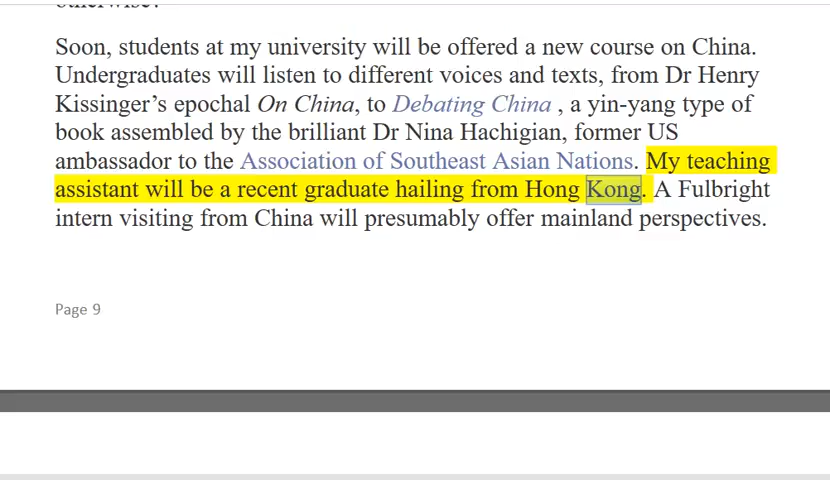 otherwise?
Soon, students at my university will be offered a new course on China.
Undergraduates will listen to different voices and texts, from Dr Henry
Kissinger’s epochal On China, to Debating China , a yin-yang type of
book assembled by the brilliant Dr Nina Hachigian, former US
ambassador to the Association of Southeast Asian Nations. My teaching
assistant will be a recent graduate hailing from Hong Kong. A Fulbright
intern visiting from China will presumably offer mainland perspectives.
Page 9